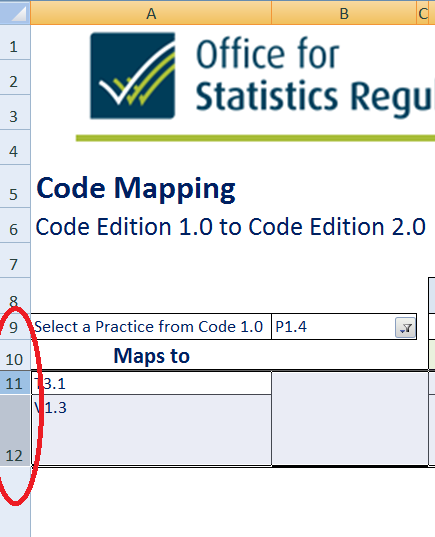 A B C
1 Office for
2 Statistics Regu
3
4
5 Code Mapping
6 Code Edition 1.0 to Code Edition 2.0
7
8
9 Select a Practice from Code 1.0 P1.4
10 Maps to
11 T3.1
V1.3
12